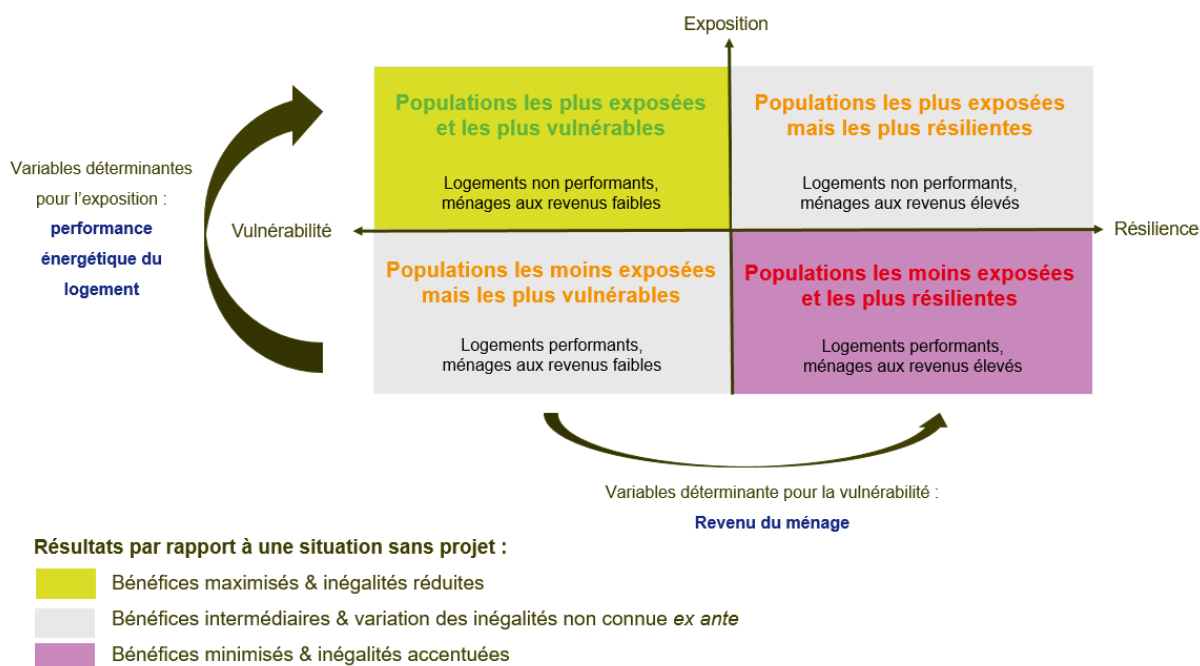 Exposition
Populations les plus exposées
et les plus vulnérables
Logements non performants,
ménages aux revenus faibles
Populations les plus exposées
mais les plus résilientes
Logements non performants,
ménages aux revenus élevés
Variables déterminantes
pour l'exposition :
performance
énergétique du
logement
Vulnérabilité
Résilience
Populations les moins exposées
mais les plus vulnérables
Logements performants,
ménages aux revenus faibles
Populations les moins exposées
et les plus résilientes
Logements performants,
ménages aux revenus élevés
Variables déterminante pour la vulnérabilité :
Revenu du ménage
Résultats par rapport à une situation sans projet :
Bénéfices maximisés & inégalités réduites
Bénéfices intermédiaires & variation des inégalités non connue ex ante
Bénéfices minimisés & inégalités accentuées